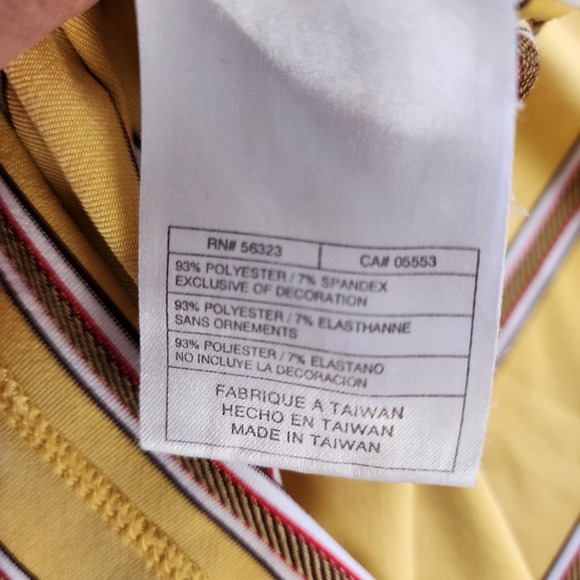 RN# 56323 CA# 05553
93% POLYESTER / 7% SPANDEX
EXCLUSIVE OF DECORATION
93% POLYESTER / 7% ELASTHANNE
SANS ORNEMENTS
93% POLIESTER / 7% ELASTANO
NO INCLUYE LA DECORACION
FABRIQUE A TAIWAN
HECHO EN TAIWAN
MADE IN TAIWAN